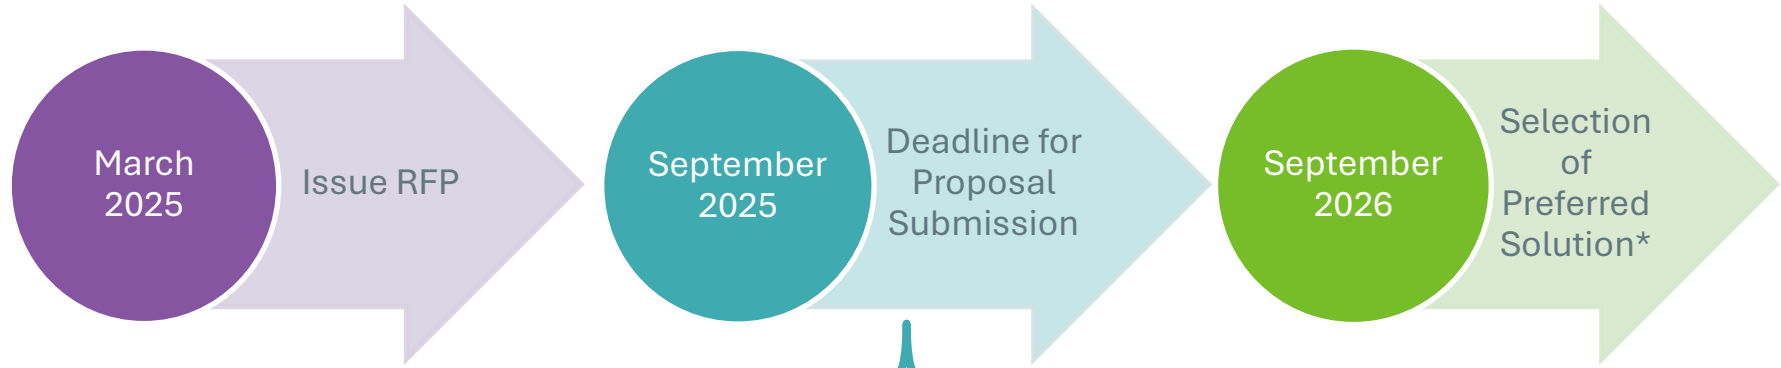 March
2025
Issue RFP
September
2025
Deadline for
Proposal
Submission
September
2026
Selection
of
Preferred
Solution*